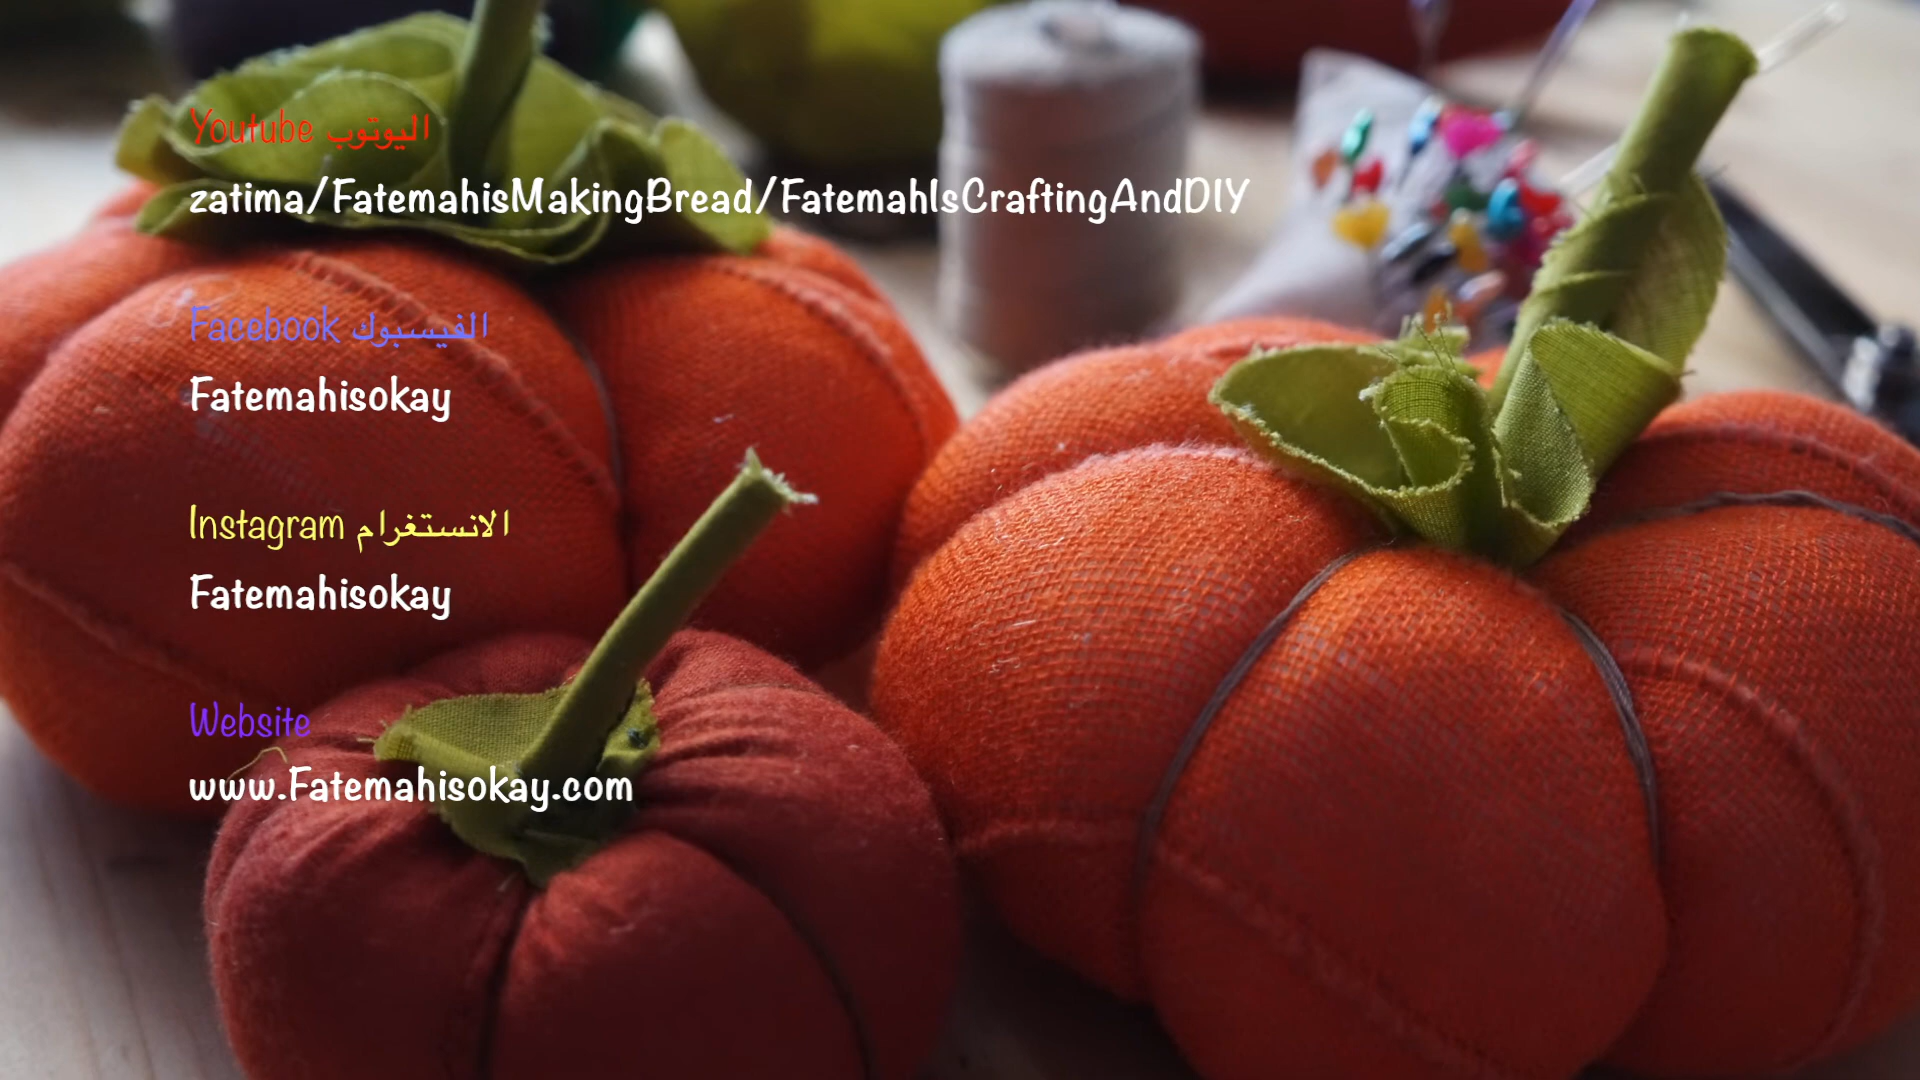 Youtube اليوتوب
zatima/FatemahisMakingBread/FatemahIsCraftingAndDIY
Facebook الفيسبوك
Fatemahisokay
Instagram الانستغرام
Fatemahisokay
Website
www.Fatemahisokay.com